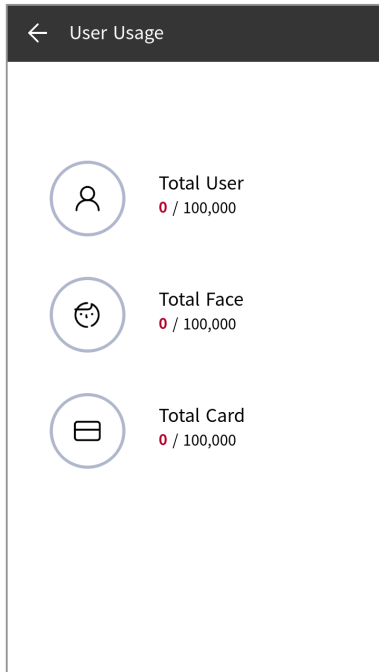 User Usage
Total User
0 / 100,000
Total Face
0 / 100,000
Total Card
0 / 100,000